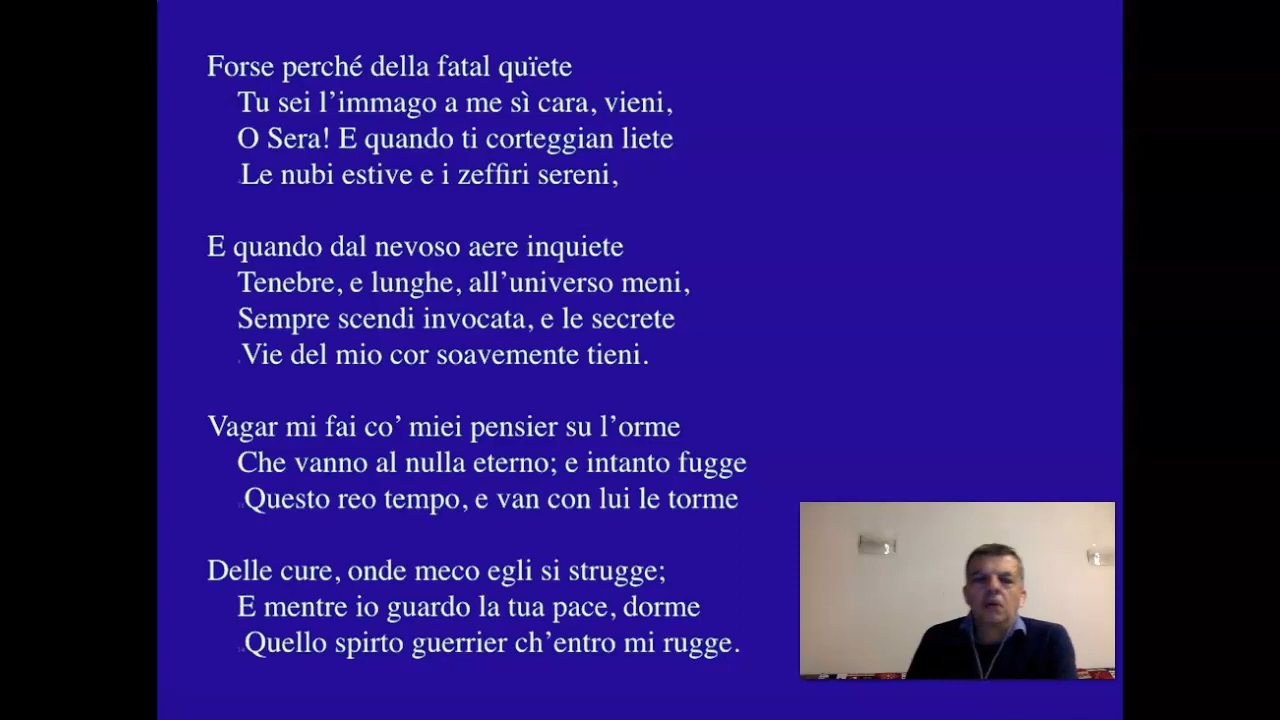 Forse perché della fatal quïete
Tu sei l’immago a me sì cara, vieni,
O Sera! E quando ti corteggian liete
Le nubi estive e i zeffiri sereni,
E quando dal nevoso aere inquiete
Tenebre, e lunghe, all’universo meni,
Sempre scendi invocata, e le secrete
Vie del mio cor soavemente tieni.
Vagar mi fai co’ miei pensier su l’orme
Che vanno al nulla eterno; e intanto fugge
Questo reo tempo, e van con lui le torme
Delle cure, onde meco egli si strugge;
E mentre io guardo la tua pace, dorme
Quello spirto guerrier ch’entro mi rugge.